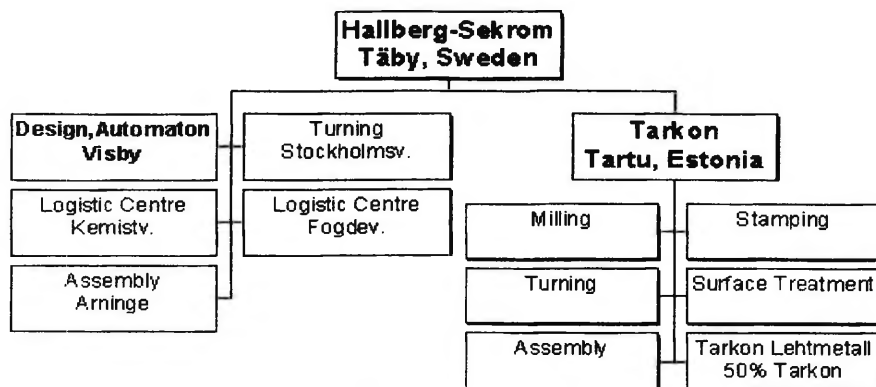 Hallberg-Sekrom
Täby, Sweden
Design, Automaton
Visby
Turning
Stockholmsv.
Logistic Centre
Kemistv.
Logistic Centre
Fogdev.
Assembly
Arninge
Tarkon
Tartu, Estonia
Milling
Stamping
Turning
Surface Treatment
Assembly
Tarkon Lehtmetall
50% Tarkon